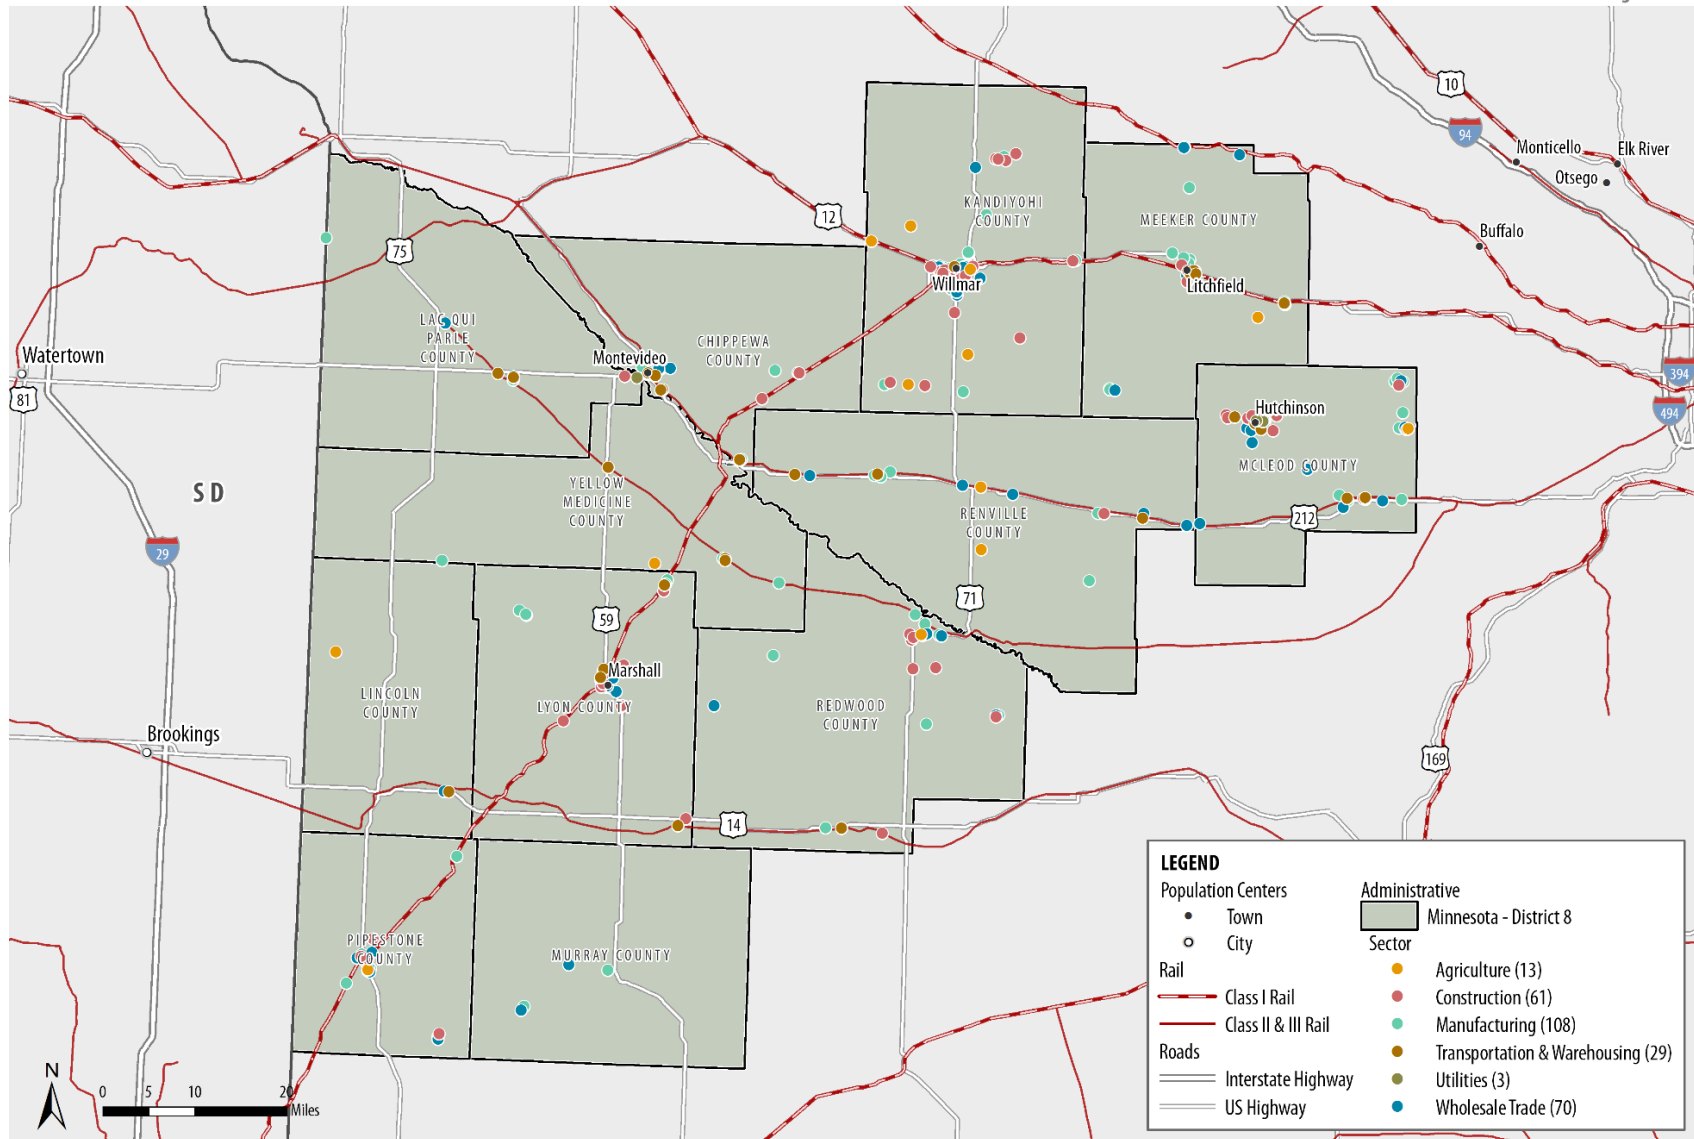 10
94
Monticello
Elk River
Otsego
12
KANDIYOHI
COUNTY
MEEKER COUNTY
Buffalo
75
Willmar
Litchfield
LAC QUI
PARLE
COUNTY
CHIPPEWA
COUNTY
Watertown
Montevideo
394
81
Hutchinson
494
MCLEOD COUNTY
SD
YELLOW
MEDICINE
COUNTY
RENVILLE
COUNTY
212
29
71
59
Marshall
LINCOLN
COUNTY
LYON COUNTY
REDWOOD
COUNTY
Brookings
169
14
PIPESTONE
COUNTY
MURRAY COUNTY
N
0 5 10 20
Miles
LEGEND
Population Centers
Town
City
Rail
Class I Rail
Class II & III Rail
Roads
Interstate Highway
US Highway
Administrative
Minnesota - District 8
Sector
Agriculture (13)
Construction (61)
Manufacturing (108)
Transportation & Warehousing (29)
Utilities (3)
Wholesale Trade (70)